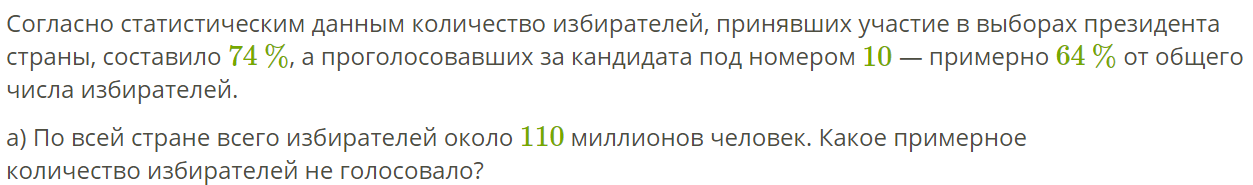 Согласно статистическим данным количество избирателей, принявших участие в выборах президента
страны, составило 74 %, а проголосовавших за кандидата под номером 10 — примерно 64 % от общего
числа избирателей.
а) По всей стране всего избирателей около 110 миллионов человек. Какое примерное
количество избирателей не голосовало?